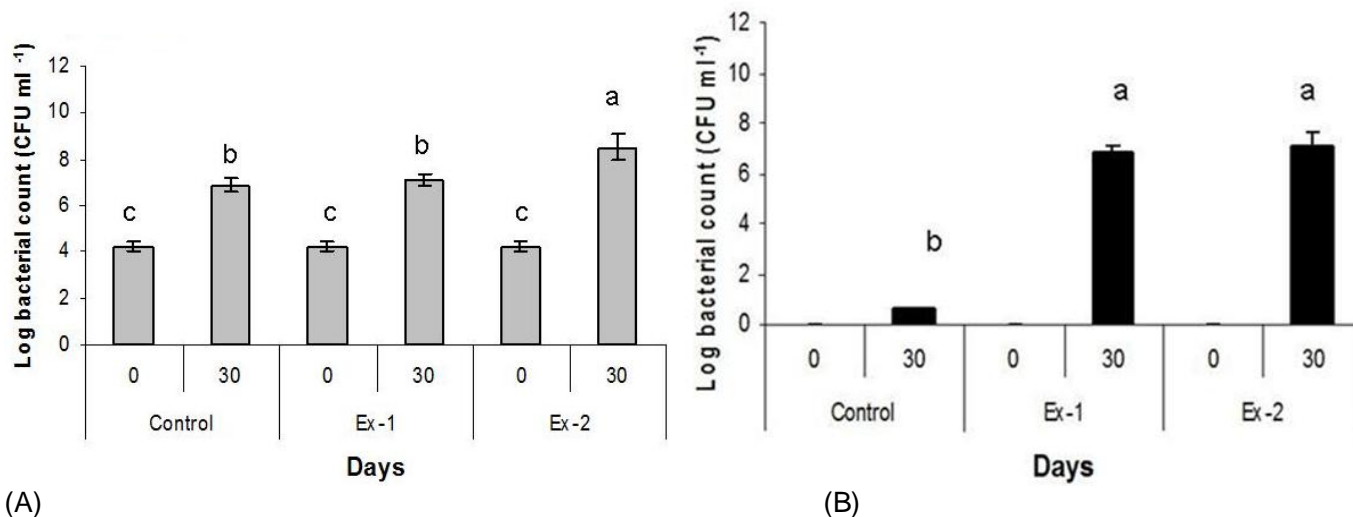 Log bacterial count (CFU ml -1)
12
10
8
6
4
2
0
c
b
c
b
c
a
0 30 0 30 0 30
Control Ex-1 Ex-2
Days
(A)
Log bacterial count (CFU ml -1)
12
10
8
6
4
2
0
b
a
a
0 30 0 30 0 30
Control Ex-1 Ex-2
Days
(B)